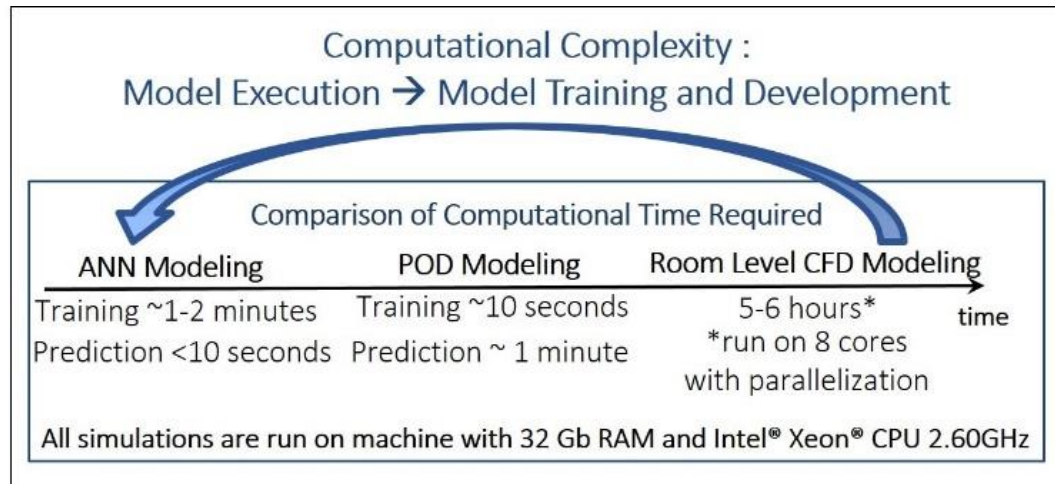 Computational Complexity :
Model Execution → Model Training and Development
Comparison of Computational Time Required
ANN Modeling
POD Modeling
Room Level CFD Modeling
Training ~1-2 minutes
Prediction <10 seconds
Training ~10 seconds
Prediction ~ 1 minute
5-6 hours*
*run on 8 cores
with parallelization
time
All simulations are run on machine with 32 Gb RAM and Intel® Xeon® CPU 2.60GHz